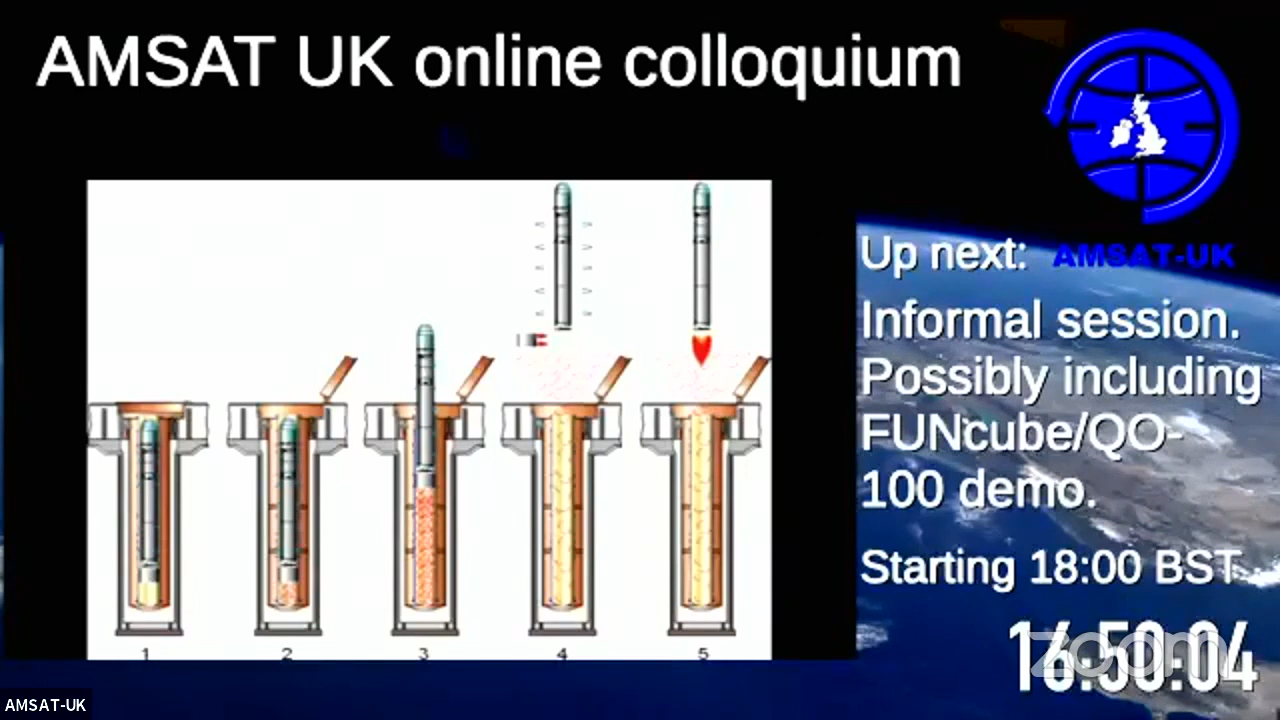 AMSAT UK online colloquium
AMSAT-UK
Up next:
Informal session.
Possibly including
FUNcube/QO-
100 demo.
Starting 18:00 BST
16:50:04
zoom
1 2 3 4 5
AMSAT-UK